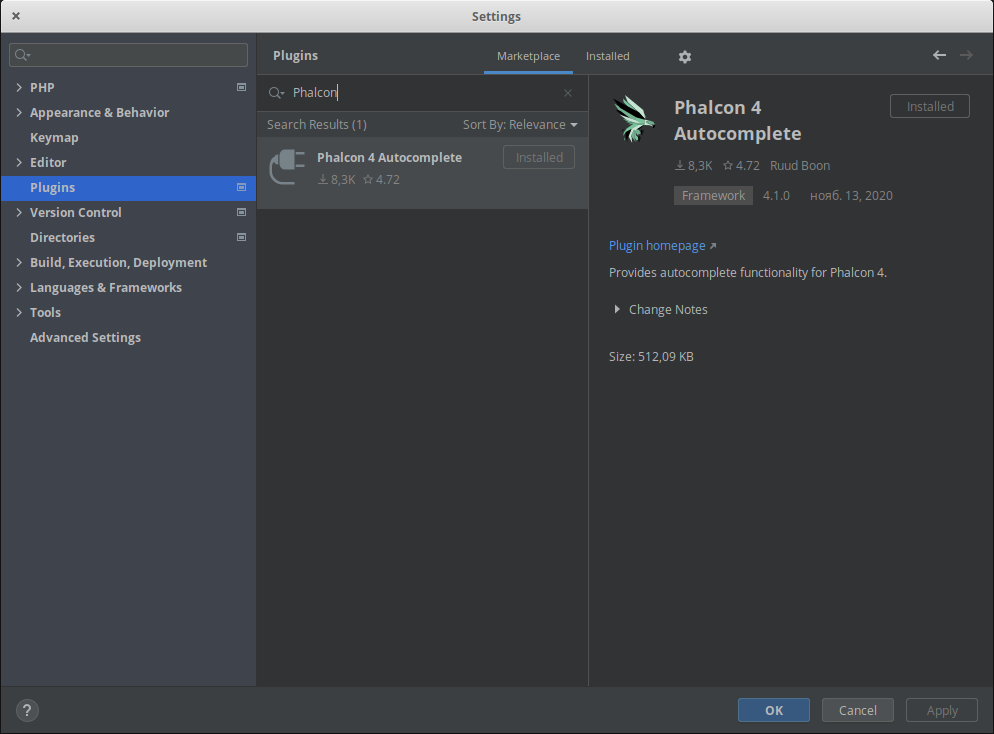 Settings
PHP
Appearance & Behavior
Keymap
Editor
Plugins
Version Control
Directories
Build, Execution, Deployment
Languages & Frameworks
Tools
Advanced Settings
Plugins
Marketplace
Installed
Phalcon
Search Results (1)
Sort By: Relevance
Phalcon 4 Autocomplete
Installed
8,3K 4.72
Phalcon 4
Autocomplete
Installed
8,3K 4.72 Ruud Boon
Framework 4.1.0 нояб. 13, 2020
Plugin homepage
Provides autocomplete functionality for Phalcon 4.
Change Notes
Size: 512,09 KB
?
OK
Cancel
Apply